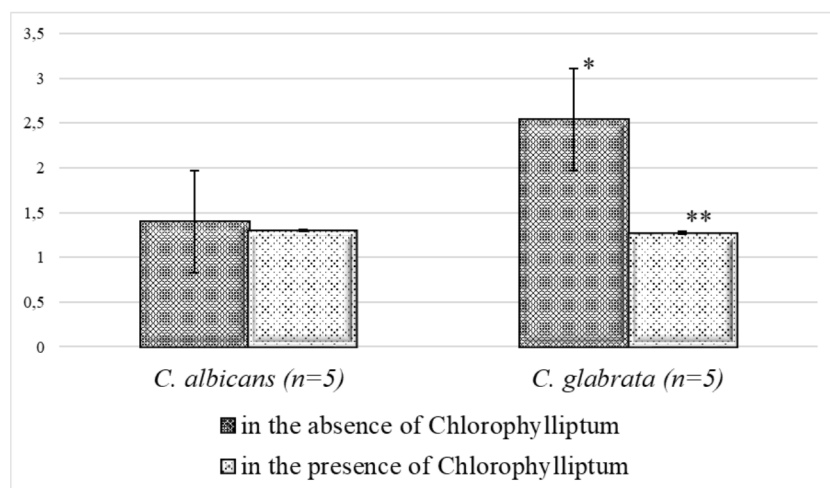 3,5
3
2,5
2
1,5
1
0,5
0
*
**
C. albicans (n=5)
C. glabrata (n=5)
in the absence of Chlorophylliptum
in the presence of Chlorophylliptum